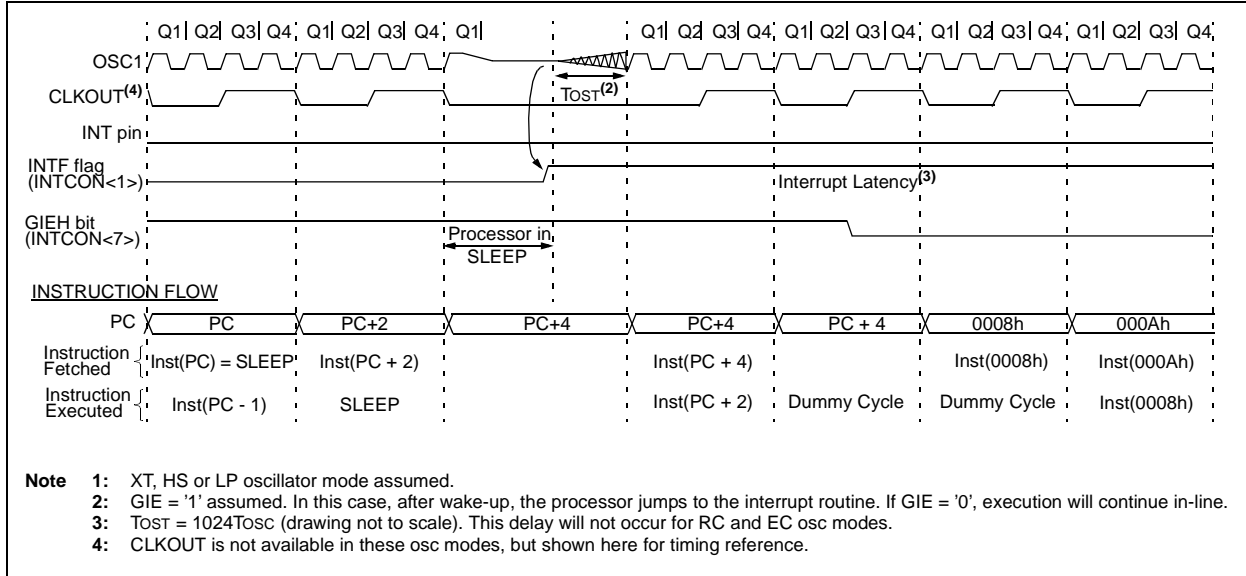 Q1| Q2| Q3| Q4 Q1| Q2| Q3| Q4 Q1| Q1| Q2| Q3| Q4 Q1| Q2| Q3| Q4 Q1| Q2| Q3| Q4 Q1| Q2| Q3| Q4
OSC1
CLKOUT(4)
TOST(2)
INT pin
INTF flag
(INTCON<1>)
Interrupt Latency(3)
GIEH bit
(INTCON<7>)
Processor in
SLEEP
INSTRUCTION FLOW
PC PC PC+2 PC+4 PC+4 PC + 4 0008h 000Ah
Instruction
Fetched
Inst(PC) = SLEEP Inst(PC + 2) Inst(PC + 4) Inst(0008h) Inst(000Ah)
Instruction
Executed
Inst(PC - 1) SLEEP Inst(PC + 2) Dummy Cycle Dummy Cycle Inst(0008h)
Note 1: XT, HS or LP oscillator mode assumed.
2: GIE = '1' assumed. In this case, after wake-up, the processor jumps to the interrupt routine. If GIE = '0', execution will continue in-line.
3: TOST = 1024TOSC (drawing not to scale). This delay will not occur for RC and EC osc modes.
4: CLKOUT is not available in these osc modes, but shown here for timing reference.